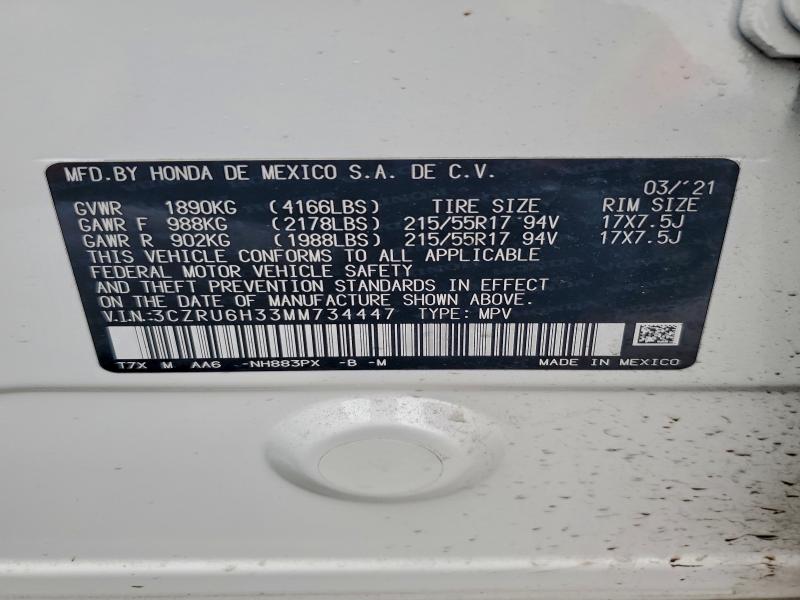 MFD.BY HONDA DE MEXICO S.A. DE C.V.
03/'21
GVWR 1890KG (4166LBS) TIRE SIZE RIM SIZE
GAWR F 988KG (2178LBS) 215/55R17 94V 17X7.5J
GAWR R 902KG (1988LBS) 215/55R17 94V 17X7.5J
THIS VEHICLE CONFORMS TO ALL APPLICABLE
FEDERAL MOTOR VEHICLE SAFETY
AND THEFT PREVENTION STANDARDS IN EFFECT
ON THE DATE OF MANUFACTURE SHOWN ABOVE.
V.I.N.:3CZRU6H33MM734447 TYPE: MPV
T7X M AA6 -NH883PX -B -M MADE IN MEXICO